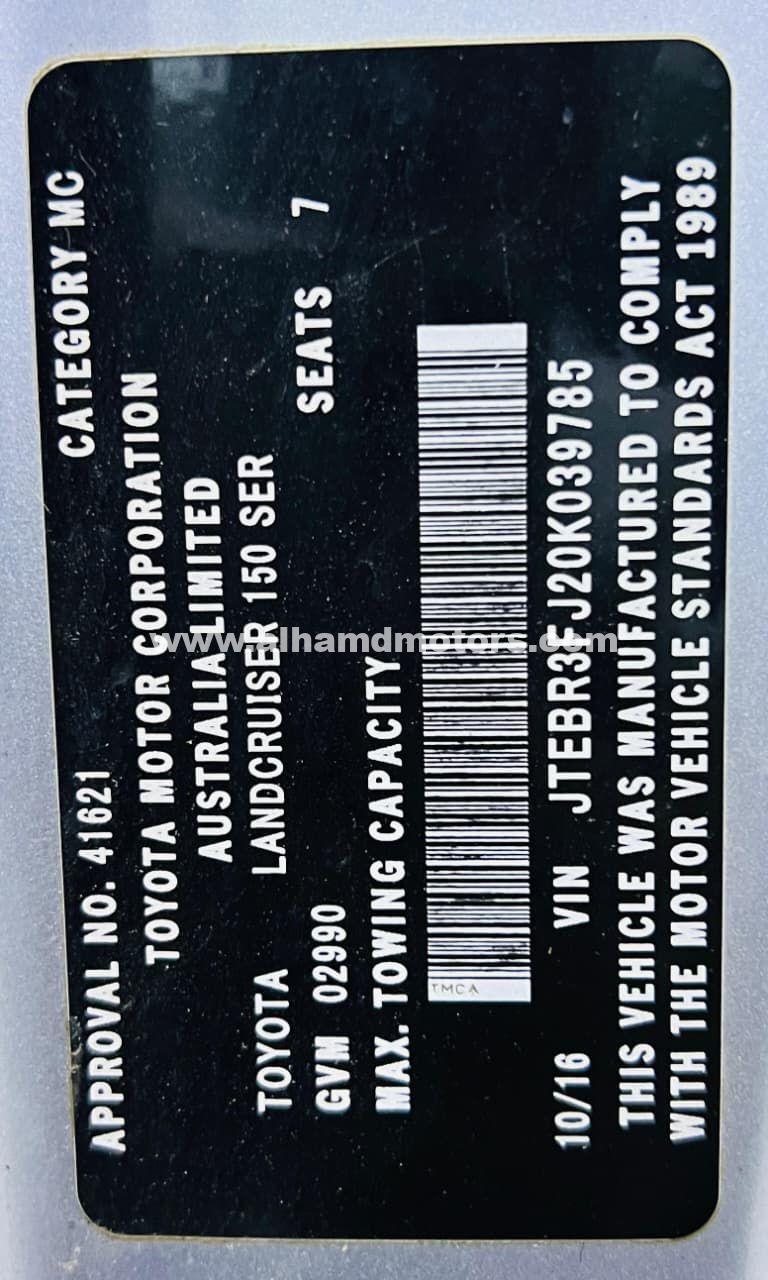 APPROVAL NO. 41621 CATEGORY MC
TOYOTA MOTOR CORPORATION
AUSTRALIA LIMITED
TOYOTA LANDCRUISER 150 SER
GVM 02990 SEATS 7
MAX. TOWING CAPACITY
TMCA
10/16 VIN JTEBR3FJ20K039785
THIS VEHICLE WAS MANUFACTURED TO COMPLY
WITH THE MOTOR VEHICLE STANDARDS ACT 1989
www.alhamdmotors.com